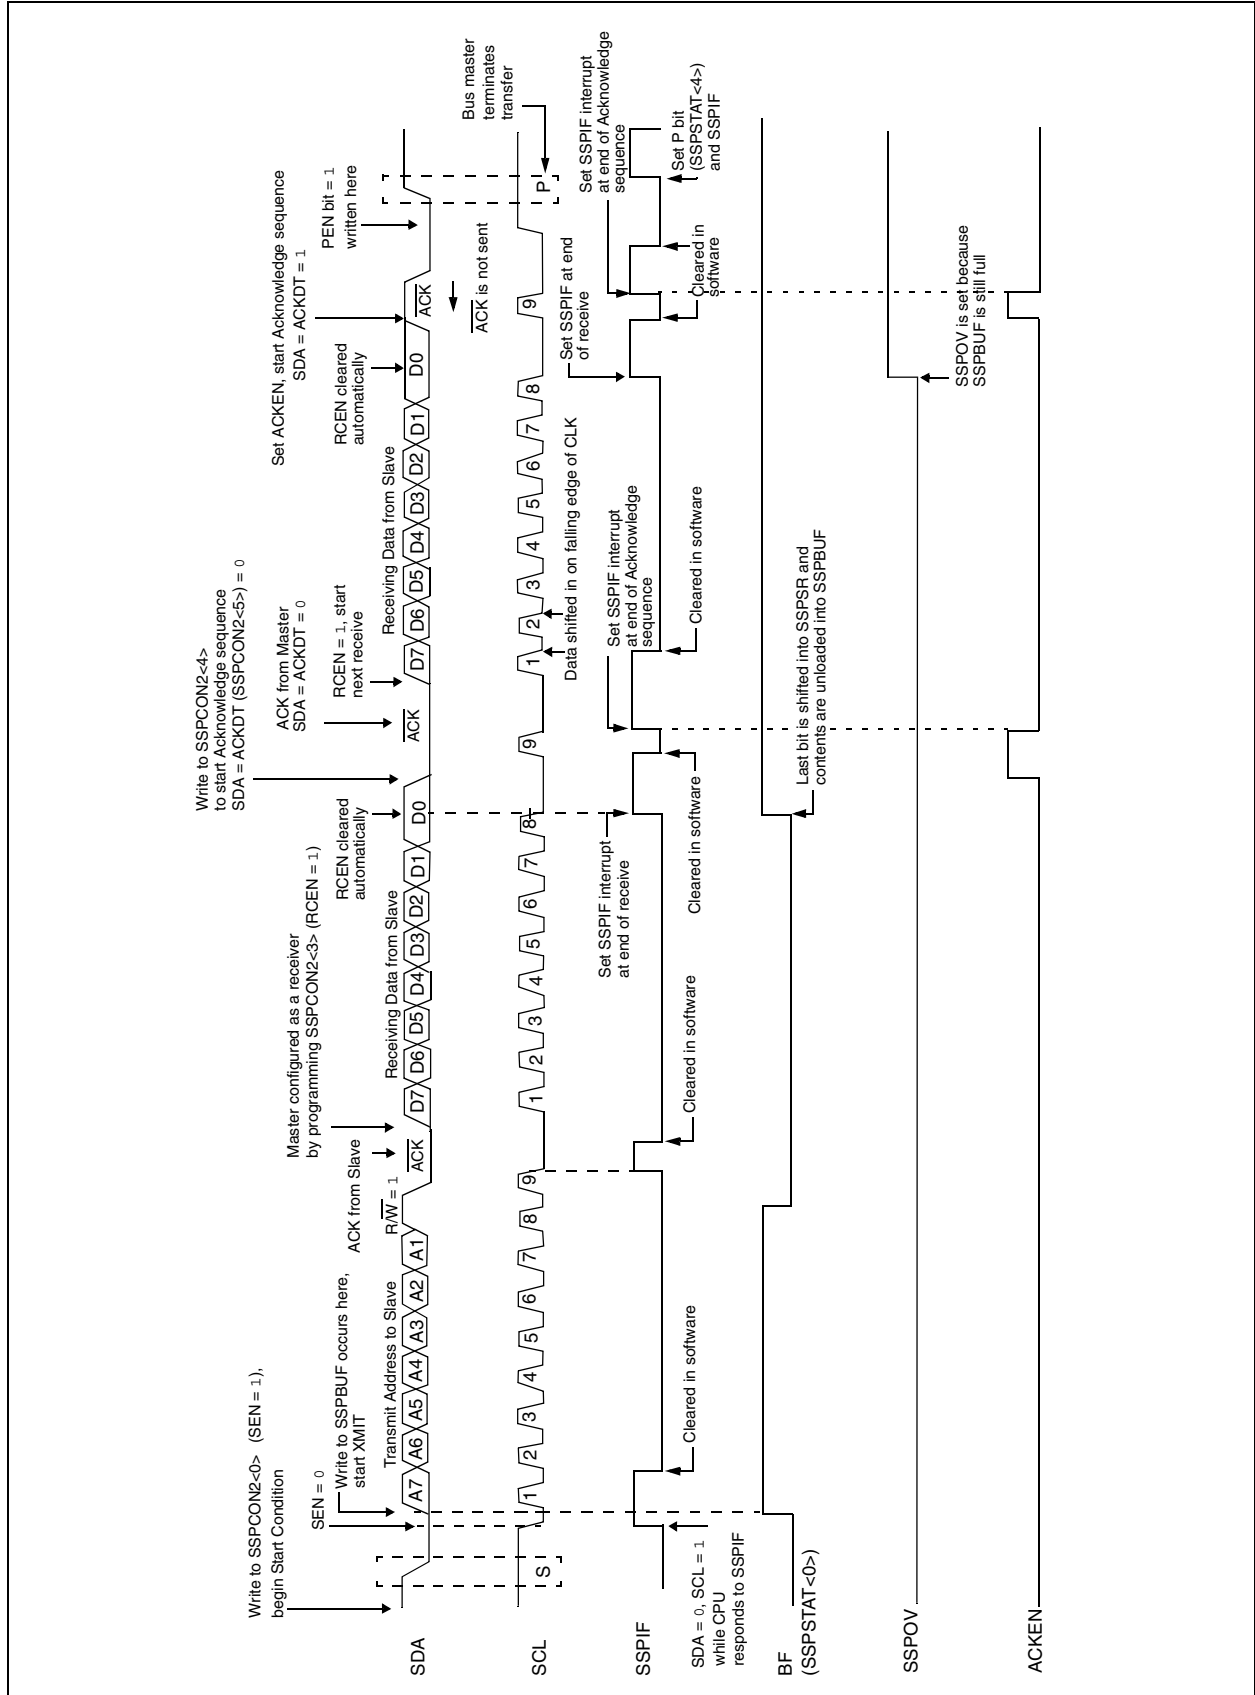 Write to SSPCON2<0> (SEN = 1),
begin Start Condition
SEN = 0
Write to SSPBUF occurs here,
start XMIT
ACK from Slave
Master configured as a receiver
by programming SSPCON2<3> (RCEN = 1)
RCEN cleared
automatically
Write to SSPCON2<4>
to start Acknowledge sequence
SDA = ACKDT (SSPCON2<5>) = 0
ACK from Master
SDA = ACKDT = 0
RCEN = 1, start
next receive
RCEN cleared
automatically
Set ACKEN, start Acknowledge sequence
SDA = ACKDT = 1
PEN bit = 1
written here
Transmit Address to Slave
R/W = 1
Receiving Data from Slave
Receiving Data from Slave
SDA
A7 A6 A5 A4 A3 A2 A1 ACK D7 D6 D5 D4 D3 D2 D1 D0 ACK D7 D6 D5 D4 D3 D2 D1 D0 ACK
ACK is not sent
Bus master
terminates
transfer
SCL
S 1 2 3 4 5 6 7 8 9 1 2 3 4 5 6 7 8 9 1 2 3 4 5 6 7 8 9 P
Data shifted in on falling edge of CLK
Set SSPIF interrupt
at end of receive
Set SSPIF interrupt
at end of Acknowledge
sequence
Set SSPIF at end
of receive
Set SSPIF interrupt
at end of Acknowledge
sequence
SSPIF
SDA = 0, SCL = 1
while CPU
responds to SSPIF
Cleared in software
Cleared in software
Cleared in software
Cleared in software
Cleared in software
Cleared in
software
Set P bit
(SSPSTAT<4>)
and SSPIF
BF
(SSPSTAT<0>)
Last bit is shifted into SSPSR and
contents are unloaded into SSPBUF
SSPOV
SSPOV is set because
SSPBUF is still full
ACKEN